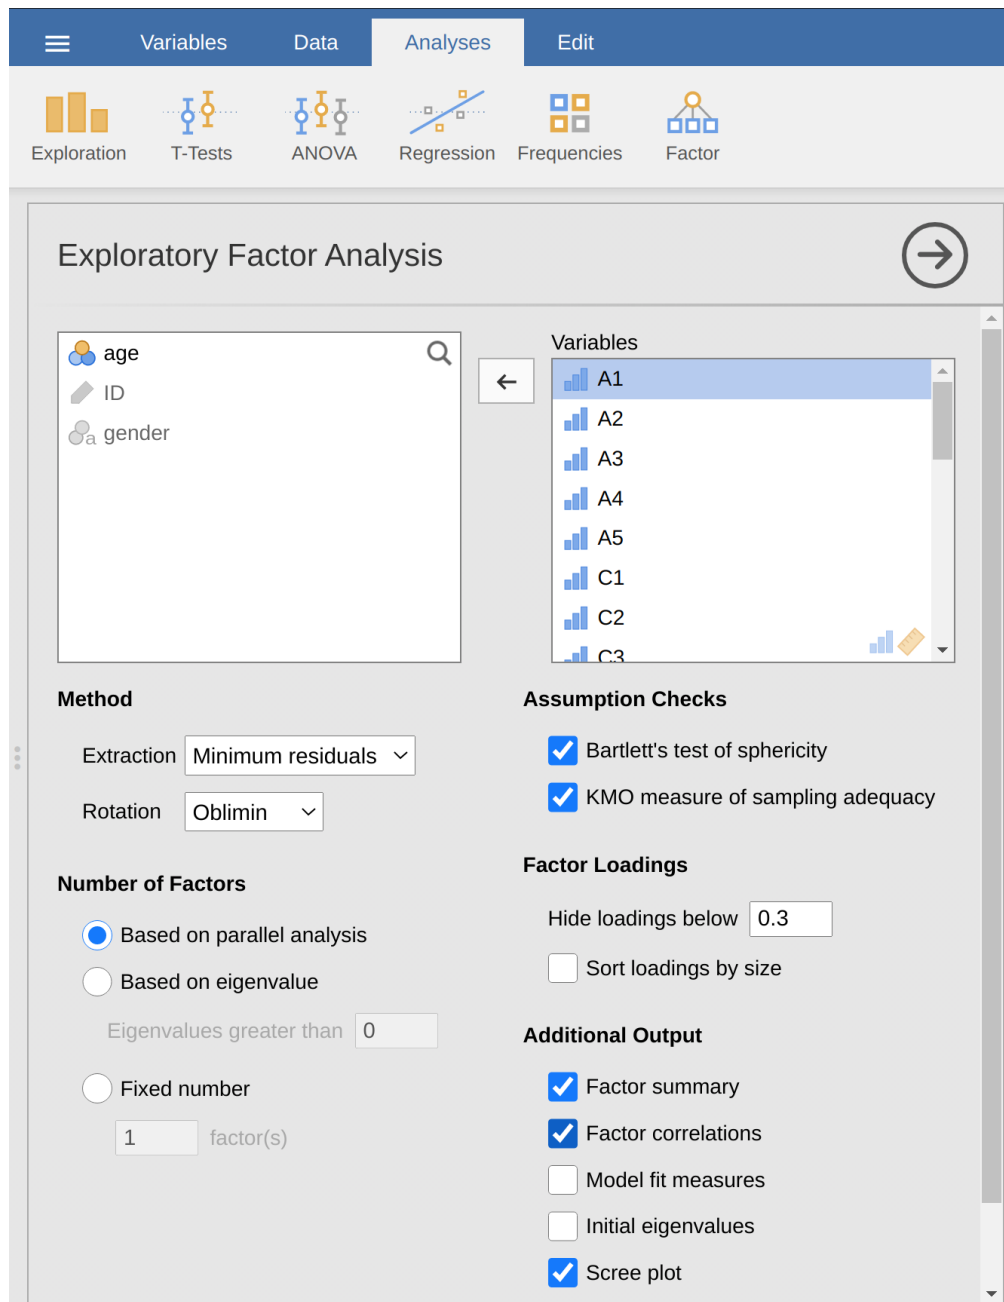 Variables Data Analyses Edit
Exploration T-Tests ANOVA Regression Frequencies Factor
Exploratory Factor Analysis
age
ID
a gender
Variables
A1
A2
A3
A4
A5
C1
C2
C3
Method
Extraction Minimum residuals
Rotation Oblimin
Number of Factors
Based on parallel analysis
Based on eigenvalue
Eigenvalues greater than 0
Fixed number
1 factor(s)
Assumption Checks
Bartlett's test of sphericity
KMO measure of sampling adequacy
Factor Loadings
Hide loadings below 0.3
Sort loadings by size
Additional Output
Factor summary
Factor correlations
Model fit measures
Initial eigenvalues
Scree plot